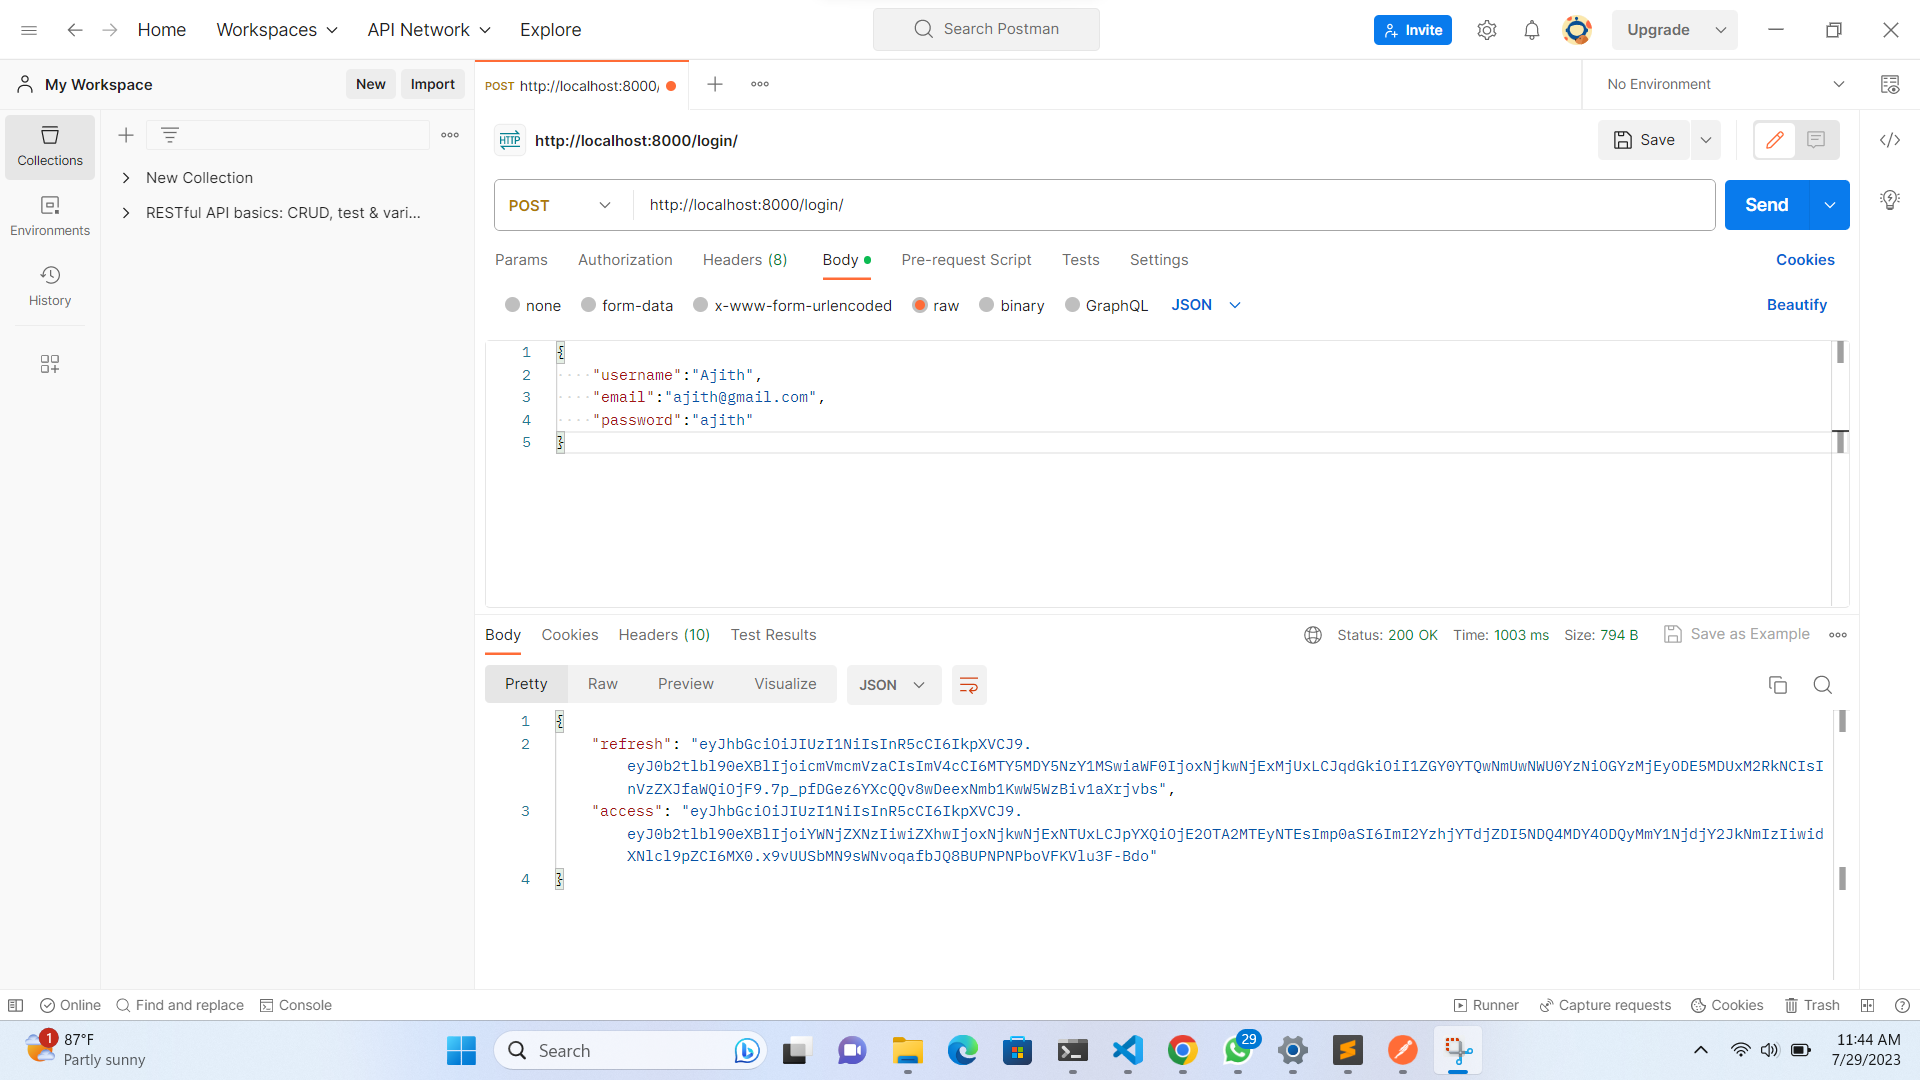 Home Workspaces API Network Explore Search Postman Invite Upgrade
My Workspace New Import POST http://localhost:8000/ No Environment
Collections
Environments
History
New Collection
RESTful API basics: CRUD, test & vari...
HTTP http://localhost:8000/login/ Save
POST http://localhost:8000/login/ Send
Params Authorization Headers (8) Body Pre-request Script Tests Settings Cookies
none form-data x-www-form-urlencoded raw binary GraphQL JSON Beautify
1 {
2 "username":"Ajith",
3 "email":"ajith@gmail.com",
4 "password":"ajith"
5 }
Body Cookies Headers (10) Test Results Status: 200 OK Time: 1003 ms Size: 794 B Save as Example
Pretty Raw Preview Visualize JSON
1 {
2 "refresh": "eyJhbGciOiJIUzI1NiIsInR5cCI6IkpXVCJ9.
eyJ0b2tlbl90eXBlIjoicmVmcmVzaCIsImV4cCI6MTY5MDY5NzY1MSwiaWF0IjoxNjkwNjExMjUxLCJqdGkiOiI1ZGY0YTQwNmUwNWU0YzNiOGYzMjEyODE5MDUxM2RkNCIsI
nVzZXJfaWQiOjF9.7p_pfDGez6YXcQQv8wDeexNmb1KwW5WzBiv1aXrjvbs",
3 "access": "eyJhbGciOiJIUzI1NiIsInR5cCI6IkpXVCJ9.
eyJ0b2tlbl90eXBlIjoiYWNjZXNzIiwiZXhwIjoxNjkwNjExNTUxLCJpYXQiOjE2OTA2MTEyNTEsImp0aSI6ImI2YzhjYTdjZDI5NDQ4MDY4ODQyMmY1NjdjY2JkNmIzIiwid
XNlcl9pZCI6MX0.x9vUUSbMN9sWNvoqafbJQ8BUPNPNPboVFKVlu3F-Bdo"
4 }
Online Find and replace Console Runner Capture requests Cookies Trash
1 87°F
Partly sunny
Search
29
11:44 AM
7/29/2023